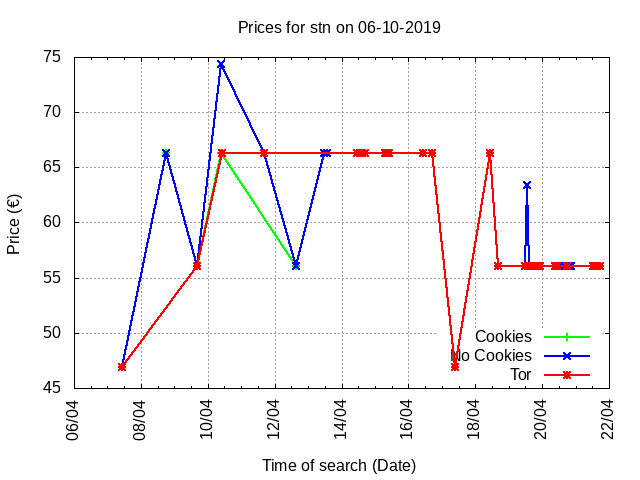 Prices for stn on 06-10-2019
75
70
65
60
55
50
45
Price (€)
Cookies
No Cookies
Tor
06/04
08/04
10/04
12/04
14/04
16/04
18/04
20/04
22/04
Time of search (Date)